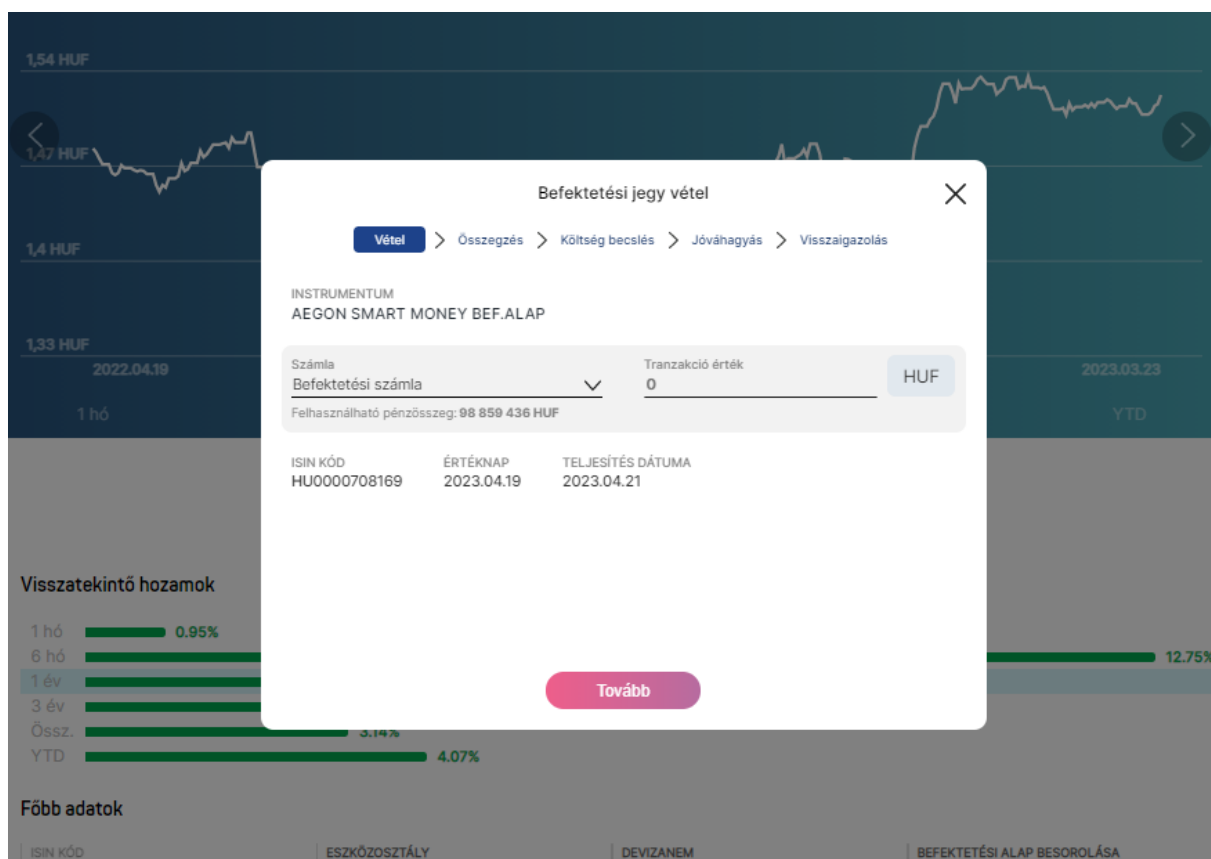 1,54 HUF
1,47 HUF
1,4 HUF
1,33 HUF
2022.04.19
2023.03.23
1 hó
YTD
Befektetési jegy vétel
Vétel
Összegzés
Költség becslés
Jóváhagyás
Visszaigazolás
INSTRUMENTUM
AEGON SMART MONEY BEF.ALAP
Számla
Befektetési számla
Tranzakció érték
0
HUF
Felhasználható pénzösszeg: 98 859 436 HUF
ISIN KÓD
ÉRTÉKNAP
TELJESÍTÉS DÁTUMA
HU0000708169
2023.04.19
2023.04.21
Tovább
Visszatekintő hozamok
1 hó 0.95%
6 hó 12.75%
1 év
3 év
Össz. 3.14%
YTD 4.07%
Főbb adatok
ISIN KÓD
ESZKÖZOSZTÁLY
DEVIZANEM
BEFEKTETÉSI ALAP BESOROLÁSA